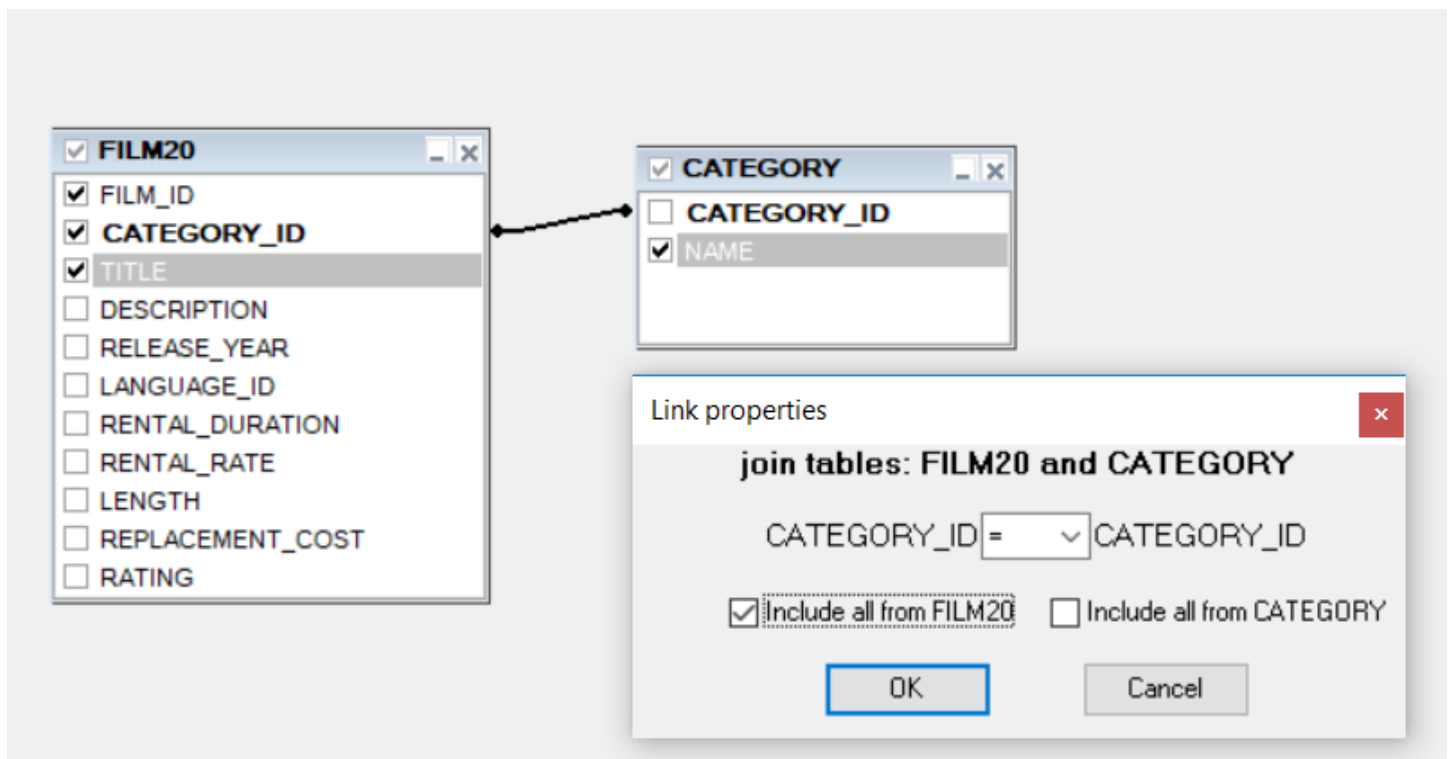 FILM20
FILM_ID
CATEGORY_ID
TITLE
DESCRIPTION
RELEASE_YEAR
LANGUAGE_ID
RENTAL_DURATION
RENTAL_RATE
LENGTH
REPLACEMENT_COST
RATING
CATEGORY
CATEGORY_ID
NAME
Link properties
join tables: FILM20 and CATEGORY
CATEGORY_ID = CATEGORY_ID
Include all from FILM20 Include all from CATEGORY
OK Cancel